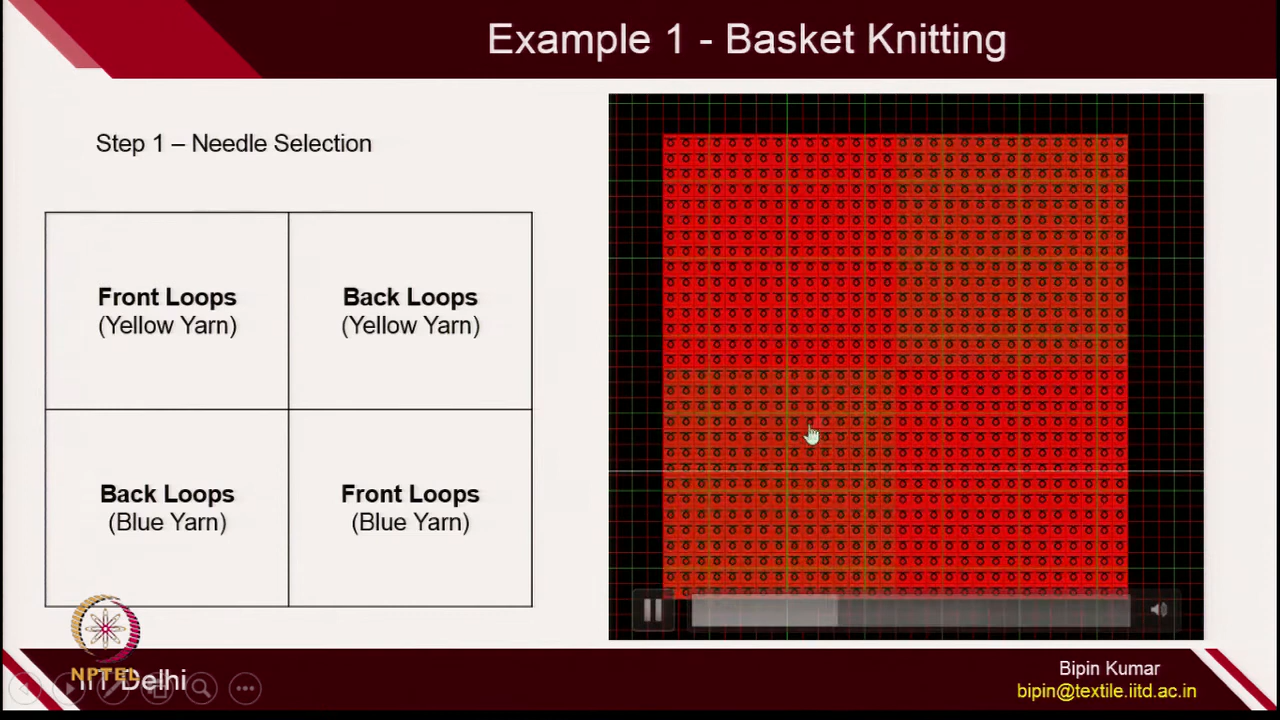 Example 1 - Basket Knitting
Step 1 – Needle Selection
Front Loops
(Yellow Yarn)
Back Loops
(Yellow Yarn)
Back Loops
(Blue Yarn)
Front Loops
(Blue Yarn)
NPTEL
IIT Delhi
Bipin Kumar
bipin@textile.iitd.ac.in